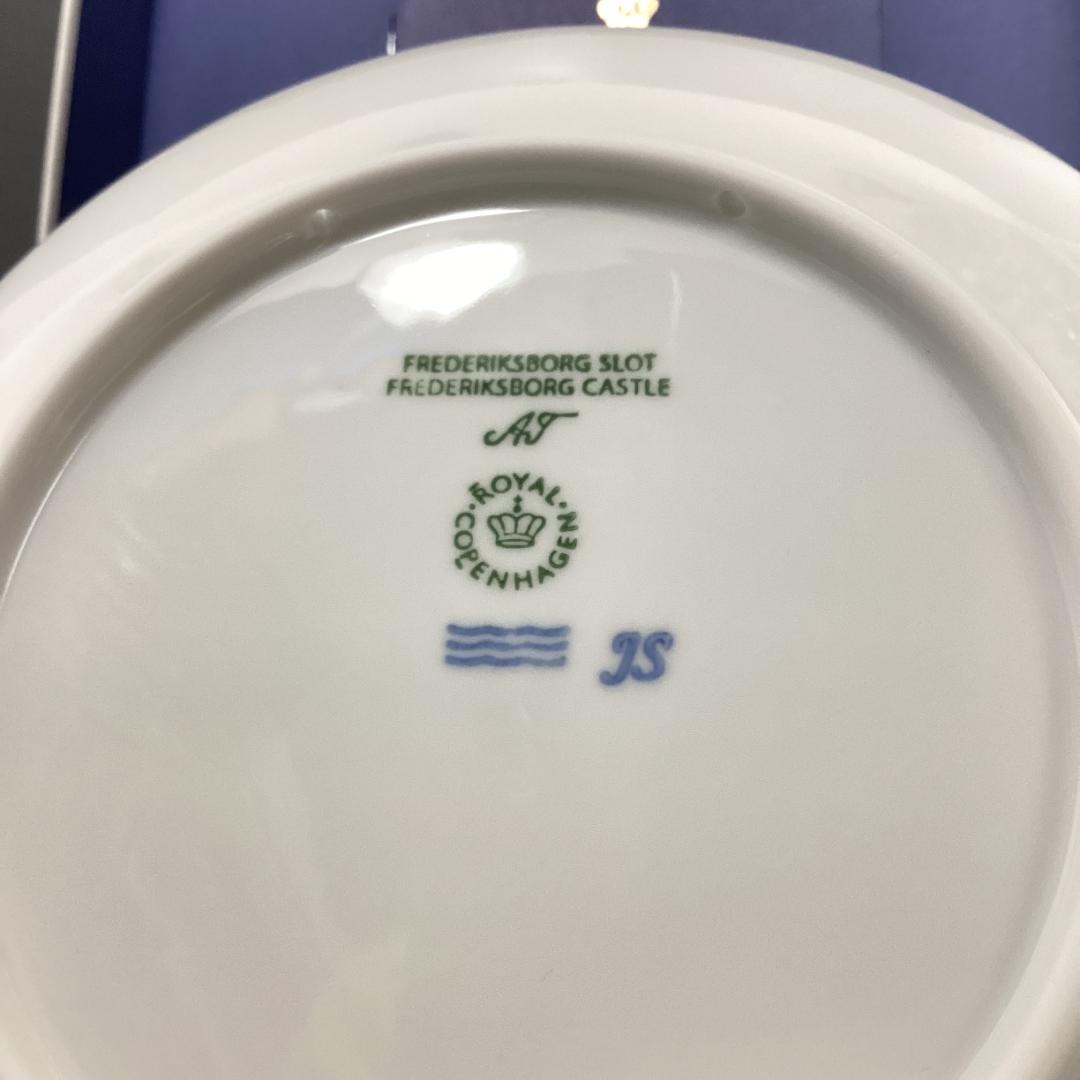 FREDERIKSBORG SLOT
FREDERIKSBORG CASTLE
AT
ROYAL COPENHAGEN
JS